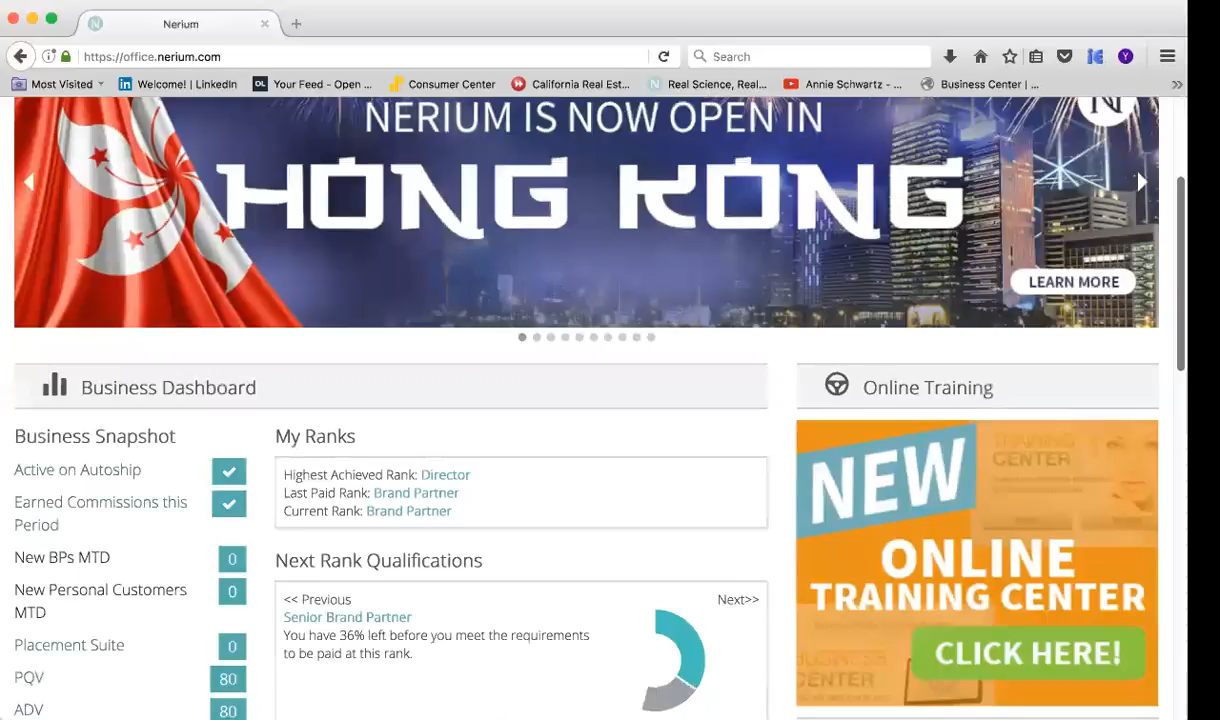 Nerium
https://office.nerium.com
Search
Most Visited
Welcome! | LinkedIn
Your Feed - Open ...
Consumer Center
California Real Est...
Real Science, Real...
Annie Schwartz - ...
Business Center | ...
NERIUM IS NOW OPEN IN
HONG KONG
LEARN MORE
Business Dashboard
Online Training
Business Snapshot
Active on Autoship
Earned Commissions this
Period
New BPs MTD 0
New Personal Customers 0
MTD
Placement Suite 0
PQV 80
ADV 80
My Ranks
Highest Achieved Rank: Director
Last Paid Rank: Brand Partner
Current Rank: Brand Partner
Next Rank Qualifications
<< Previous
Next>>
Senior Brand Partner
You have 36% left before you meet the requirements
to be paid at this rank.
NEW
TRAINING
CENTER
ONLINE
TRAINING CENTER
BUSINESS
CENTER
CLICK HERE!